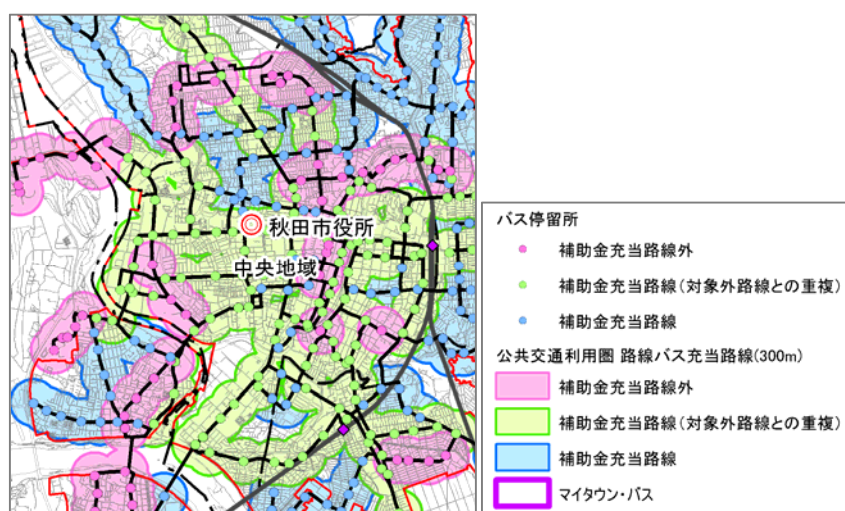 秋田市役所
中央地域
バス停留所
補助金充当路線外
補助金充当路線(対象外路線との重複)
補助金充当路線
公共交通利用圏 路線バス充当路線(300m)
補助金充当路線外
補助金充当路線(対象外路線との重複)
補助金充当路線
マイタウン・バス